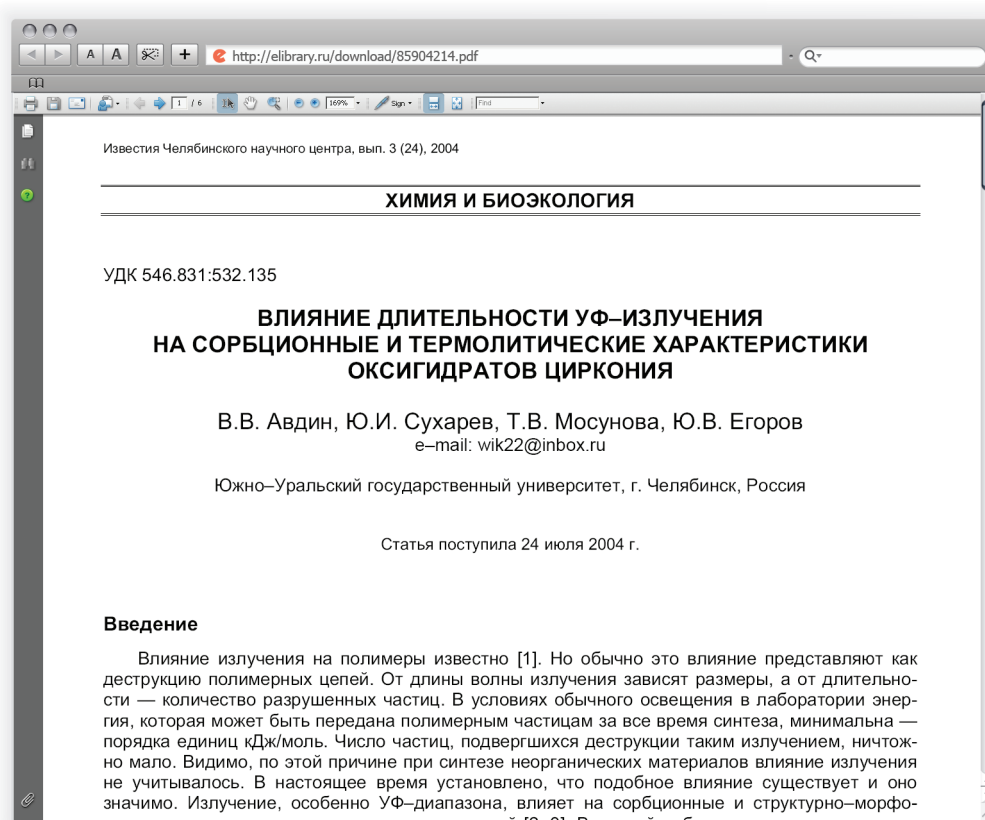 A A + http://elibrary.ru/download/85904214.pdf
1 / 6 169% Sign Find
Известия Челябинского научного центра, вып. 3 (24), 2004
ХИМИЯ И БИОЭКОЛОГИЯ
УДК 546.831:532.135
ВЛИЯНИЕ ДЛИТЕЛЬНОСТИ УФ–ИЗЛУЧЕНИЯ
НА СОРБЦИОННЫЕ И ТЕРМОЛИТИЧЕСКИЕ ХАРАКТЕРИСТИКИ
ОКСИГИДРАТОВ ЦИРКОНИЯ
В.В. Авдин, Ю.И. Сухарев, Т.В. Мосунова, Ю.В. Егоров
e–mail: wik22@inbox.ru
Южно–Уральский государственный университет, г. Челябинск, Россия
Статья поступила 24 июля 2004 г.
Введение
Влияние излучения на полимеры известно [1]. Но обычно это влияние представляют как
деструкцию полимерных цепей. От длины волны излучения зависят размеры, а от длительно-
сти — количество разрушенных частиц. В условиях обычного освещения в лаборатории энер-
гия, которая может быть передана полимерным частицам за все время синтеза, минимальна —
порядка единиц кДж/моль. Число частиц, подвергшихся деструкции таким излучением, ничтож-
но мало. Видимо, по этой причине при синтезе неорганических материалов влияние излучения
не учитывалось. В настоящее время установлено, что подобное влияние существует и оно
значимо. Излучение, особенно УФ–диапазона, влияет на сорбционные и структурно–морфо-